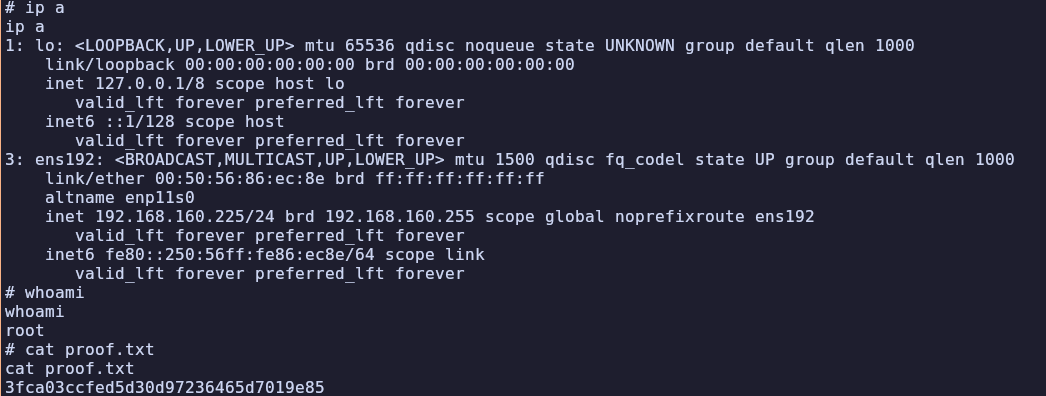 # ip a
ip a
1: lo: <LOOPBACK,UP,LOWER_UP> mtu 65536 qdisc noqueue state UNKNOWN group default qlen 1000
    link/loopback 00:00:00:00:00:00 brd 00:00:00:00:00:00
    inet 127.0.0.1/8 scope host lo
       valid_lft forever preferred_lft forever
    inet6 ::1/128 scope host
       valid_lft forever preferred_lft forever
3: ens192: <BROADCAST,MULTICAST,UP,LOWER_UP> mtu 1500 qdisc fq_codel state UP group default qlen 1000
    link/ether 00:50:56:86:ec:8e brd ff:ff:ff:ff:ff:ff
    altname enp11s0
    inet 192.168.160.225/24 brd 192.168.160.255 scope global noprefixroute ens192
       valid_lft forever preferred_lft forever
    inet6 fe80::250:56ff:fe86:ec8e/64 scope link
       valid_lft forever preferred_lft forever
# whoami
whoami
root
# cat proof.txt
cat proof.txt
3fca03ccfed5d30d97236465d7019e85